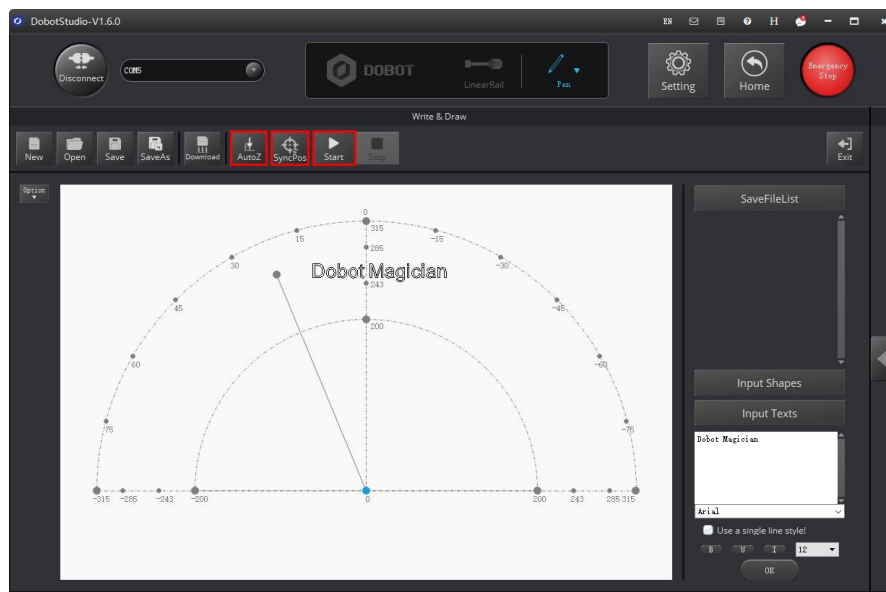 DobotStudio-V1.6.0
EN
H
Disconnect
COM5
DOBOT
LinearRail
Pen
Setting
Home
Emergency
Stop
Write & Draw
New
Open
Save
SaveAs
Download
AutoZ
SyncPos
Start
Stop
Exit
Option
SaveFileList
0
315
15
-15
285
30
-30
Dobot Magician
243
45
-45
200
60
-60
75
-75
-315
-285
-243
-200
0
200
243
285
315
Input Shapes
Input Texts
Dobot Magician
Arial
Use a single line style!
B
U
I
12
OK